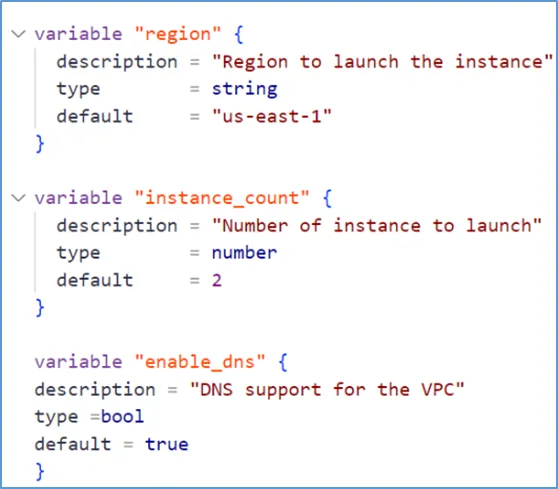 variable "region" {
description = "Region to launch the instance"
type = string
default = "us-east-1"
}
variable "instance_count" {
description = "Number of instance to launch"
type = number
default = 2
}
variable "enable_dns" {
description = "DNS support for the VPC"
type =bool
default = true
}